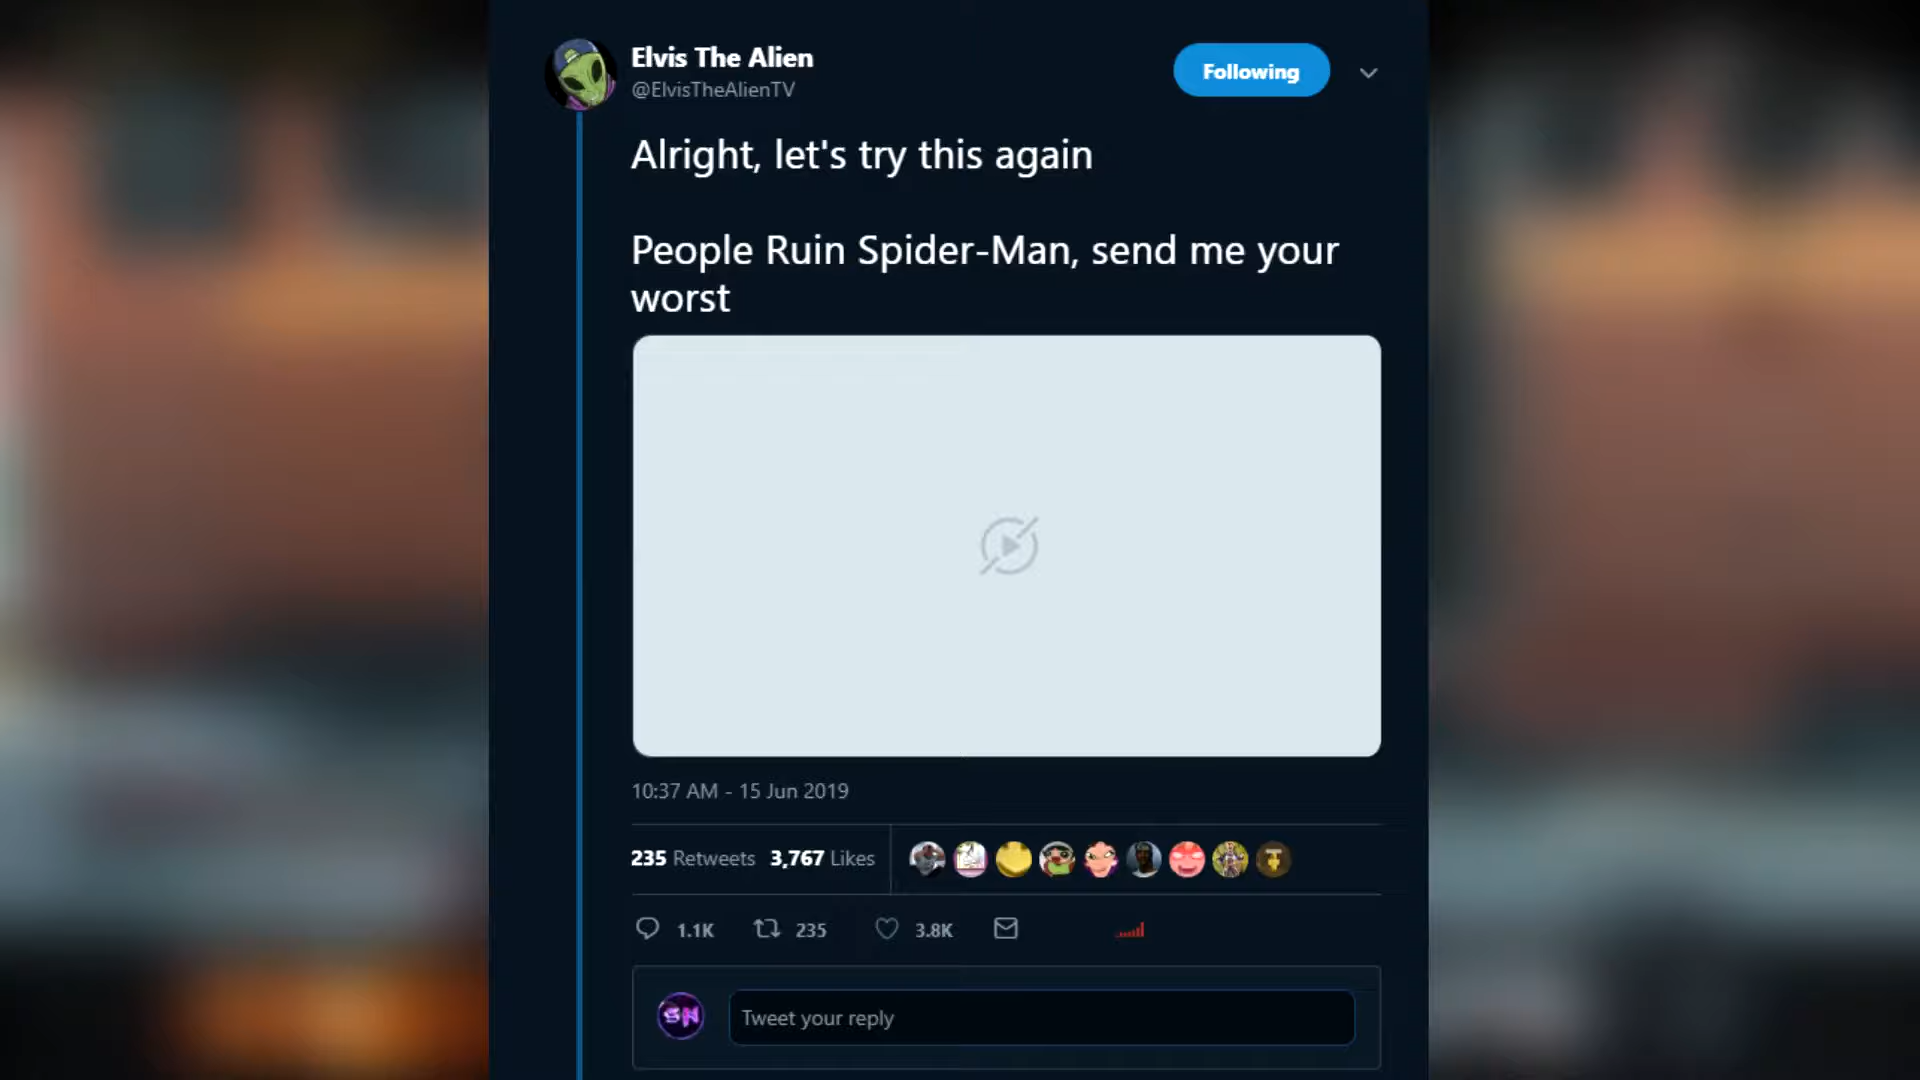 Elvis The Alien
@ElvisTheAlienTV
Following
Alright, let's try this again
People Ruin Spider-Man, send me your
worst
10:37 AM - 15 Jun 2019
235 Retweets 3,767 Likes
1.1K 235 3.8K
SN
Tweet your reply